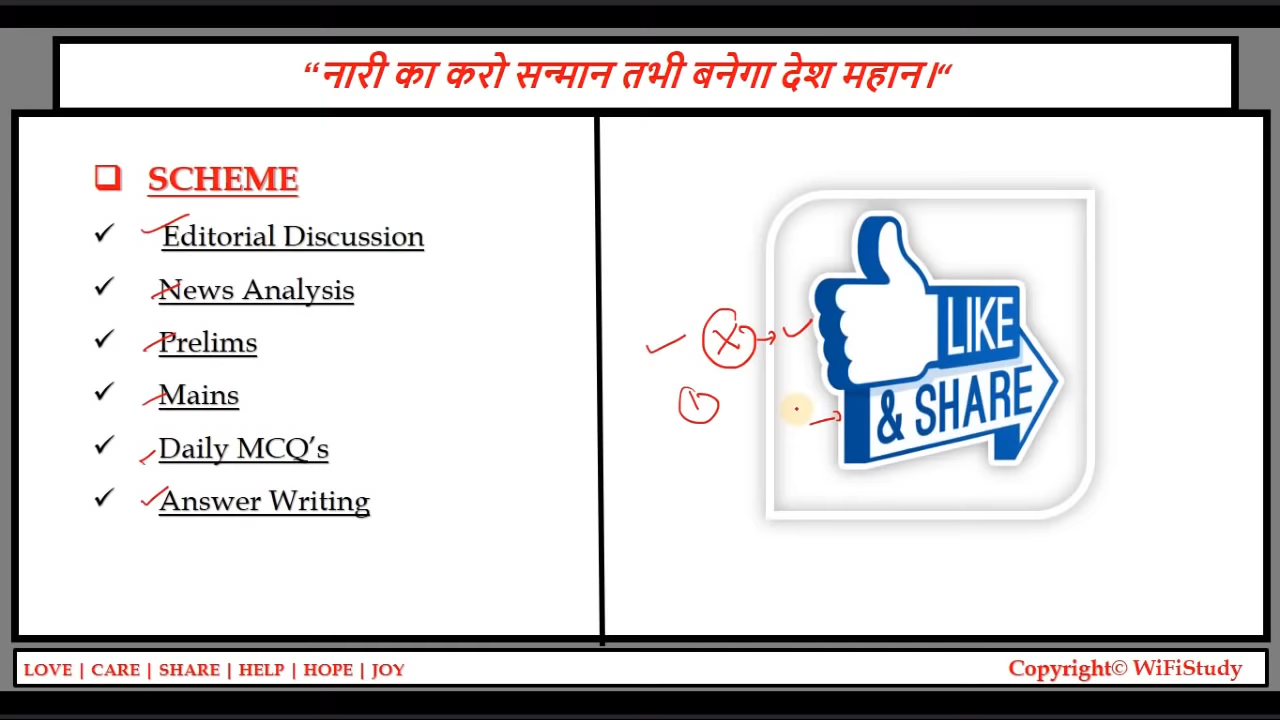 “नारी का करो सन्मान तभी बनेगा देश महान।“
SCHEME
Editorial Discussion
News Analysis
Prelims
Mains
Daily MCQ’s
Answer Writing
LIKE
& SHARE
LOVE | CARE | SHARE | HELP | HOPE | JOY
Copyright© WiFiStudy